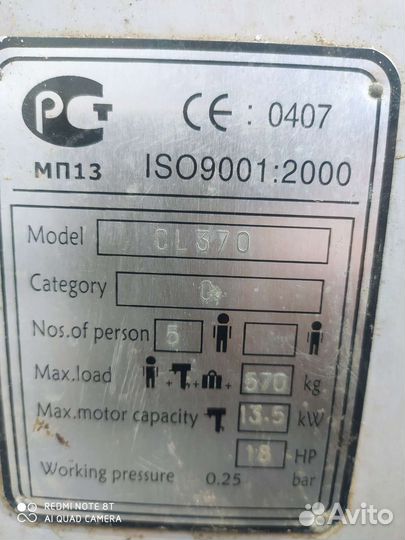 РСТ CE : 0407
МП13 ISO9001:2000
Model CL370
Category C
Nos.of person 5
Max.load + + + 570 kg
Max.motor capacity 13.5 kW
18 HP
Working pressure 0.25 bar
REDMI NOTE 8T
AI QUAD CAMERA
Avito